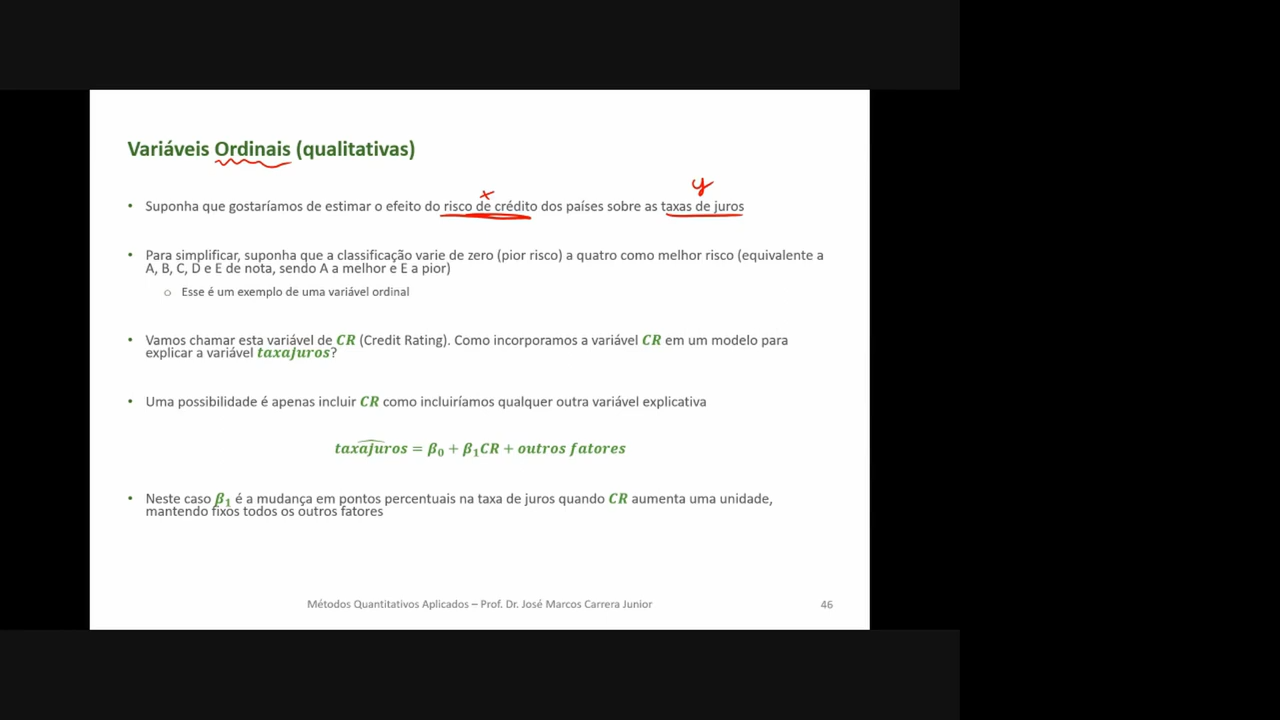 Variáveis Ordinais (qualitativas)
x
y
• Suponha que gostaríamos de estimar o efeito do risco de crédito dos países sobre as taxas de juros
• Para simplificar, suponha que a classificação varie de zero (pior risco) a quatro como melhor risco (equivalente a
A, B, C, D e E de nota, sendo A a melhor e E a pior)
○ Esse é um exemplo de uma variável ordinal
• Vamos chamar esta variável de CR (Credit Rating). Como incorporamos a variável CR em um modelo para
explicar a variável taxajuros?
• Uma possibilidade é apenas incluir CR como incluiríamos qualquer outra variável explicativa
\widehat{taxajuros} = β₀ + β₁CR + outros fatores
• Neste caso β₁ é a mudança em pontos percentuais na taxa de juros quando CR aumenta uma unidade,
mantendo fixos todos os outros fatores
Métodos Quantitativos Aplicados – Prof. Dr. José Marcos Carrera Junior
46